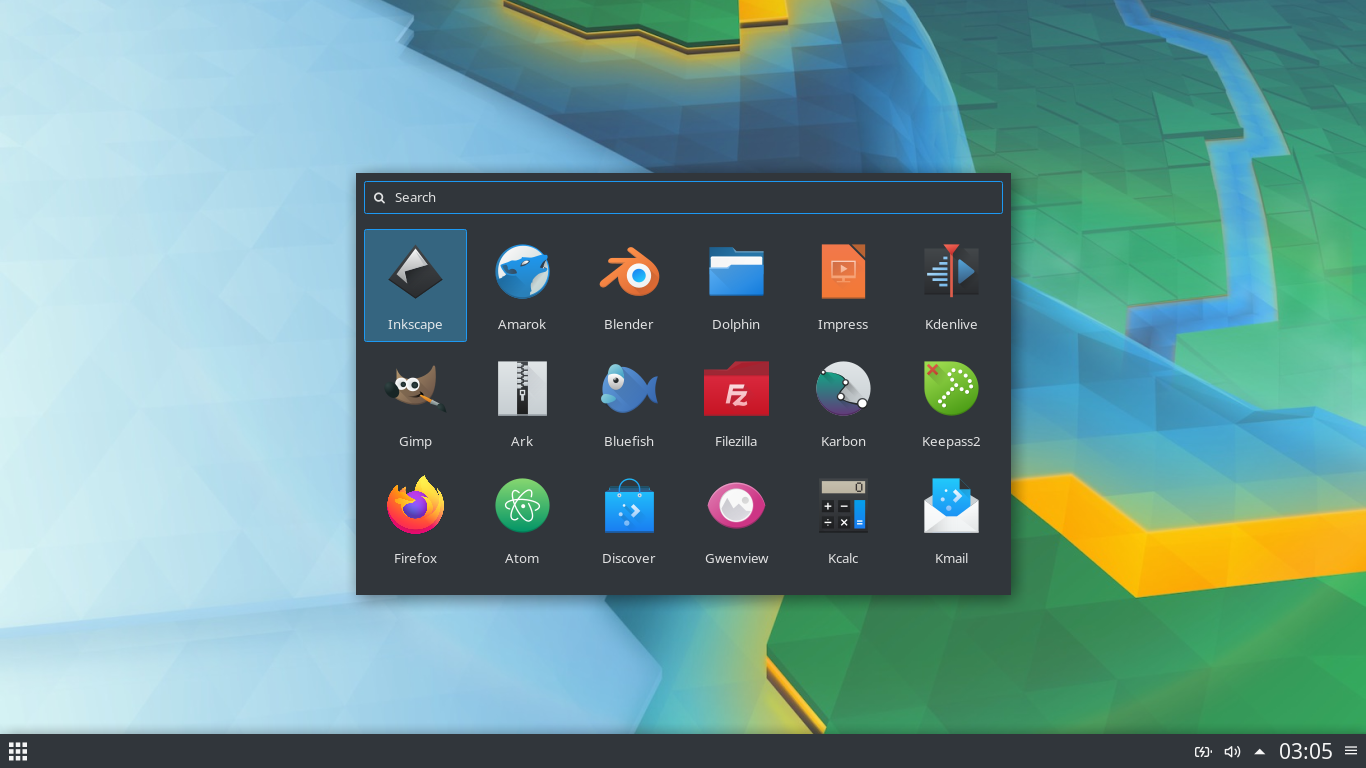 Search
Inkscape Amarok Blender Dolphin Impress Kdenlive
Gimp Ark Bluefish Filezilla Karbon Keepass2
Firefox Atom Discover Gwenview Kcalc Kmail
03:05